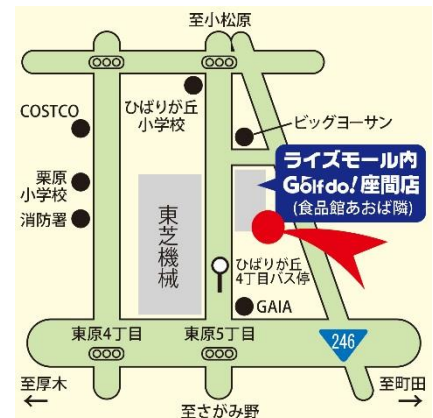 至小松原
COSTCO
ひばりが丘
小学校
ビッグヨーサン
栗原
小学校
消防署
東芝機械
ライズモール内
Golfdo!座間店
(食品館あおば隣)
ひばりが丘
4丁目バス停
GAIA
東原4丁目
東原5丁目
246
至厚木
←
至さがみ野
至町田
→